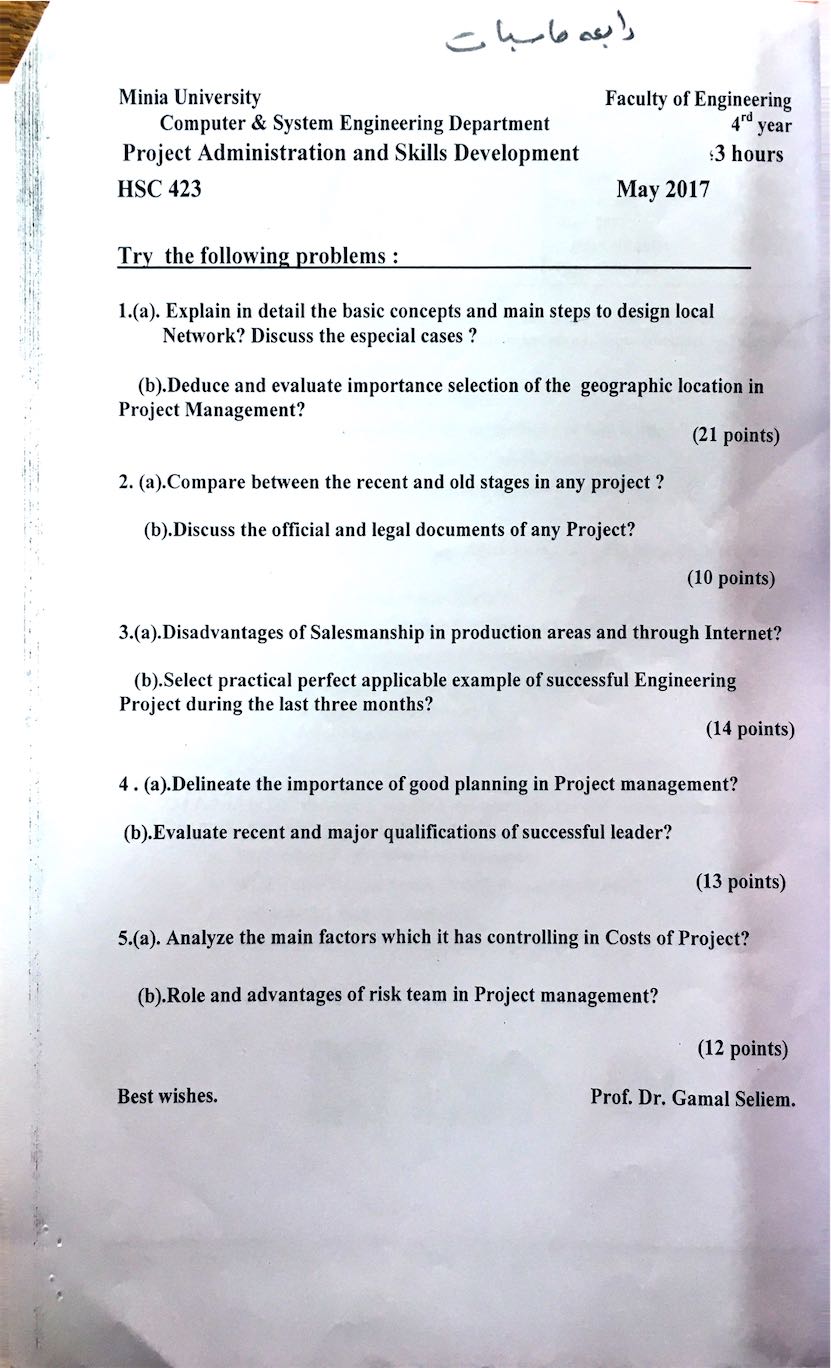 رابعه حاسبات
Minia University Faculty of Engineering
Computer & System Engineering Department 4rd year
Project Administration and Skills Development :3 hours
HSC 423 May 2017
Try the following problems :
1.(a). Explain in detail the basic concepts and main steps to design local
Network? Discuss the especial cases ?
(b).Deduce and evaluate importance selection of the geographic location in
Project Management?
(21 points)
2. (a).Compare between the recent and old stages in any project ?
(b).Discuss the official and legal documents of any Project?
(10 points)
3.(a).Disadvantages of Salesmanship in production areas and through Internet?
(b).Select practical perfect applicable example of successful Engineering
Project during the last three months?
(14 points)
4 . (a).Delineate the importance of good planning in Project management?
(b).Evaluate recent and major qualifications of successful leader?
(13 points)
5.(a). Analyze the main factors which it has controlling in Costs of Project?
(b).Role and advantages of risk team in Project management?
(12 points)
Best wishes. Prof. Dr. Gamal Seliem.